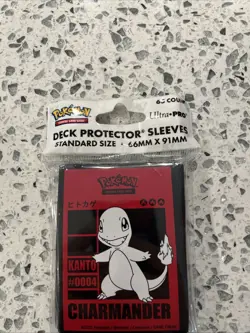 65 COUNT
Pokémon
Ultra•PRO
DECK PROTECTOR® SLEEVES
STANDARD SIZE • 66MM X 91MM
Pokémon
ヒトカゲ
KANTO
#0004
CHARMANDER